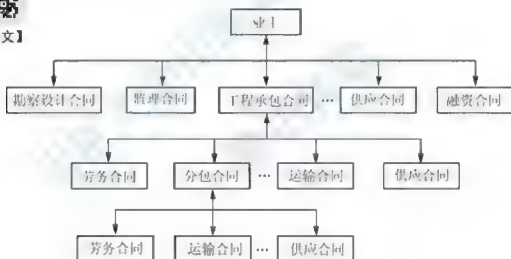 文】
业主
勘察设计合同 监理合同 工程承包合同 … 供应合同 融资合同
劳务合同 分包合同 … 运输合同 供应合同
劳务合同 运输合同 … 供应合同